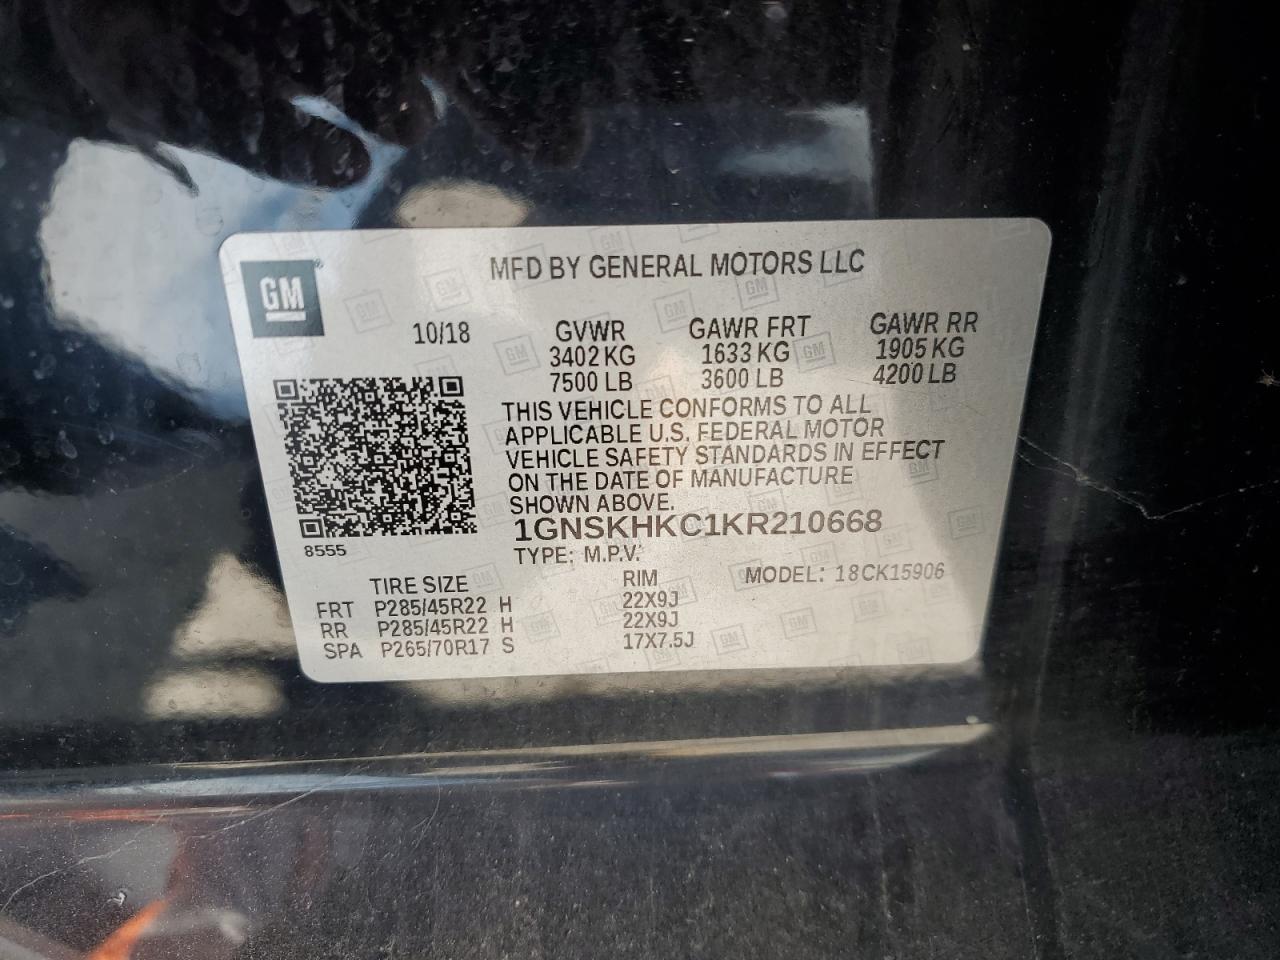 GM
MFD BY GENERAL MOTORS LLC
10/18 GVWR GAWR FRT GAWR RR
3402 KG 1633 KG 1905 KG
7500 LB 3600 LB 4200 LB
THIS VEHICLE CONFORMS TO ALL
APPLICABLE U.S. FEDERAL MOTOR
VEHICLE SAFETY STANDARDS IN EFFECT
ON THE DATE OF MANUFACTURE
SHOWN ABOVE.
1GNSKHKC1KR210668
8555
TYPE: M.P.V.
TIRE SIZE RIM MODEL: 18CK15906
FRT P285/45R22 H 22X9J
RR P285/45R22 H 22X9J
SPA P265/70R17 S 17X7.5J